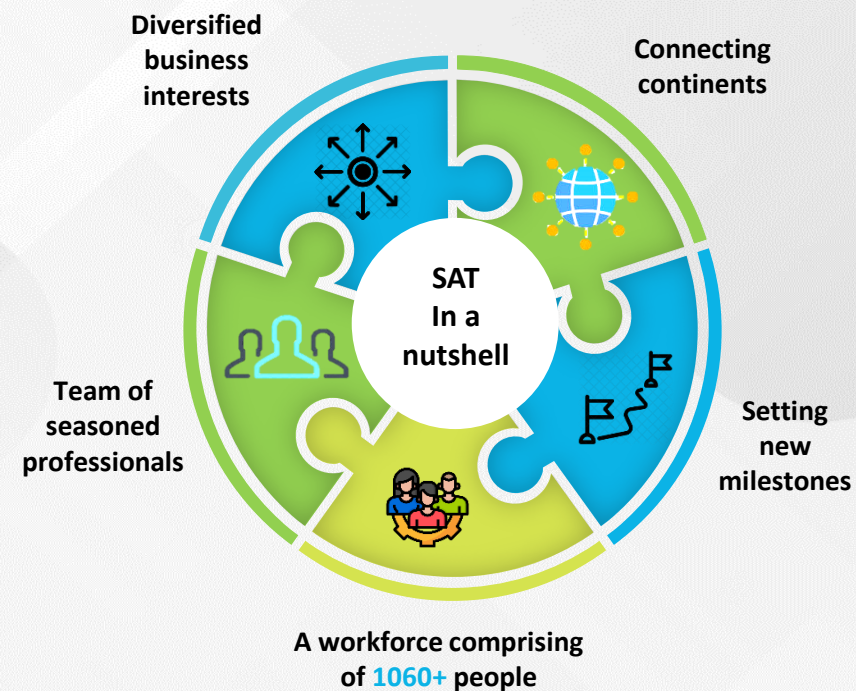 Diversified
business
interests
Connecting
continents
SAT
In a
nutshell
Team of
seasoned
professionals
Setting
new
milestones
A workforce comprising
of 1060+ people